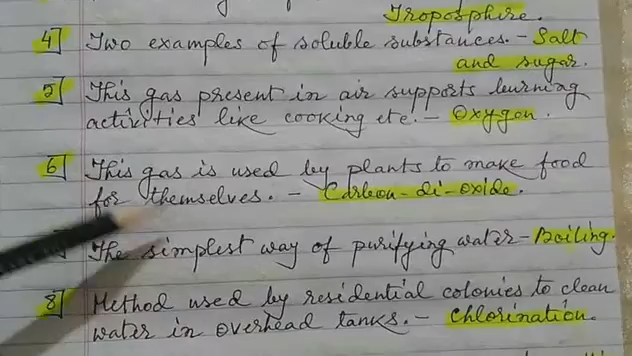 Troposphire.
4] Two examples of soluble substances. - Salt
and sugar.
5] This gas present in air supports burning
activities like cooking etc. - Oxygen.
6] This gas is used by plants to make food
for themselves. - Carbon-di-oxide.
The simplest way of purifying water - Boiling.
8] Method used by residential colonies to clean
water in overhead tanks. - Chlorination.